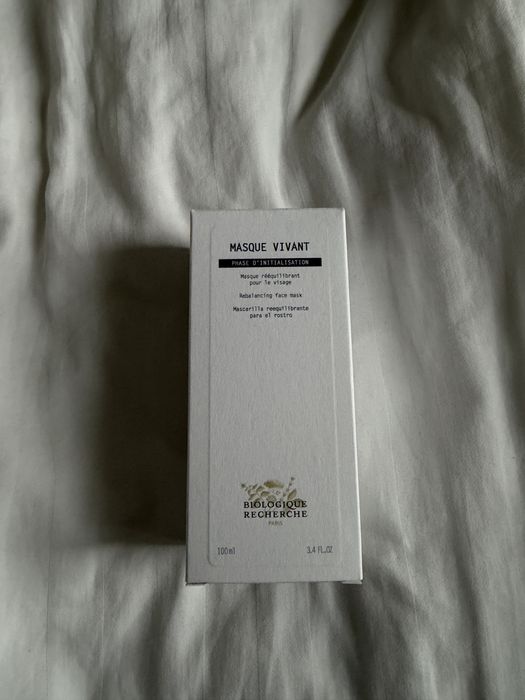 MASQUE VIVANT
PHASE D'INITIALISATION
Masque rééquilibrant
pour le visage
Rebalancing face mask
Mascarilla reequilibrante
para el rostro
BIOLOGIQUE
RECHERCHE
PARIS
100ml 3.4 FL.OZ